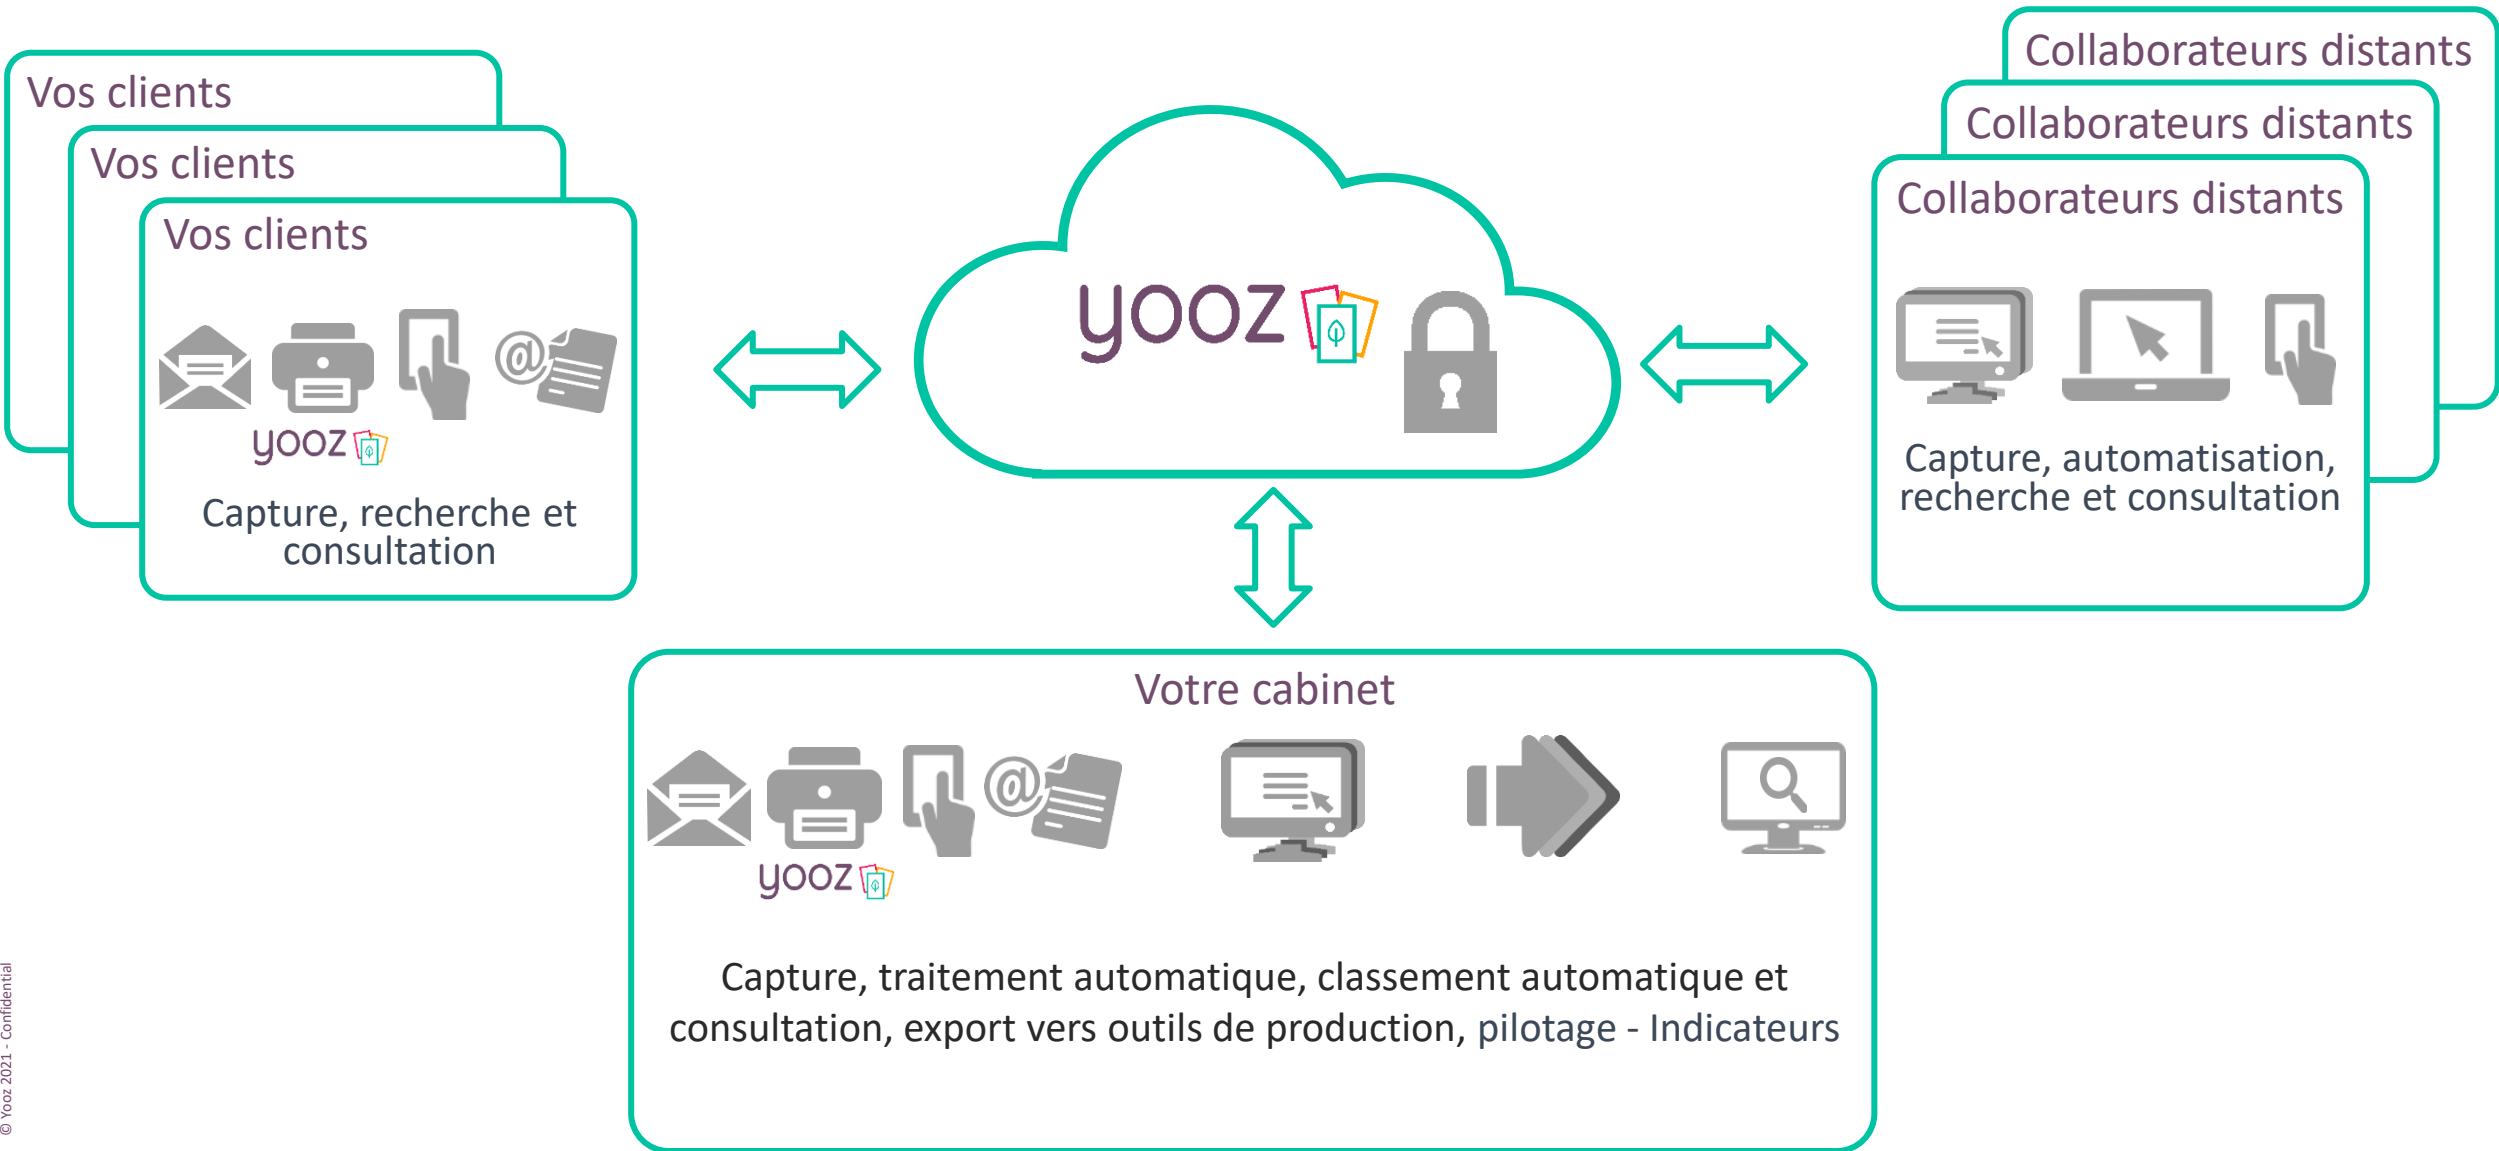 Vos clients
Vos clients
Vos clients
yooz
Capture, recherche et
consultation
yooz
Collaborateurs distants
Collaborateurs distants
Collaborateurs distants
Capture, automatisation,
recherche et consultation
Votre cabinet
yooz
Capture, traitement automatique, classement automatique et
consultation, export vers outils de production, pilotage - Indicateurs
© Yooz 2021 - Confidential